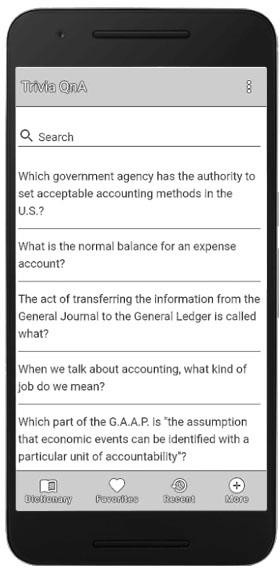 Trivia QnA
Search
Which government agency has the authority to
set acceptable accounting methods in the
U.S.?
What is the normal balance for an expense
account?
The act of transferring the information from the
General Journal to the General Ledger is called
what?
When we talk about accounting, what kind of
job do we mean?
Which part of the G.A.A.P. is "the assumption
that economic events can be identified with a
particular unit of accountability"?
Dictionary Favorites Recent More